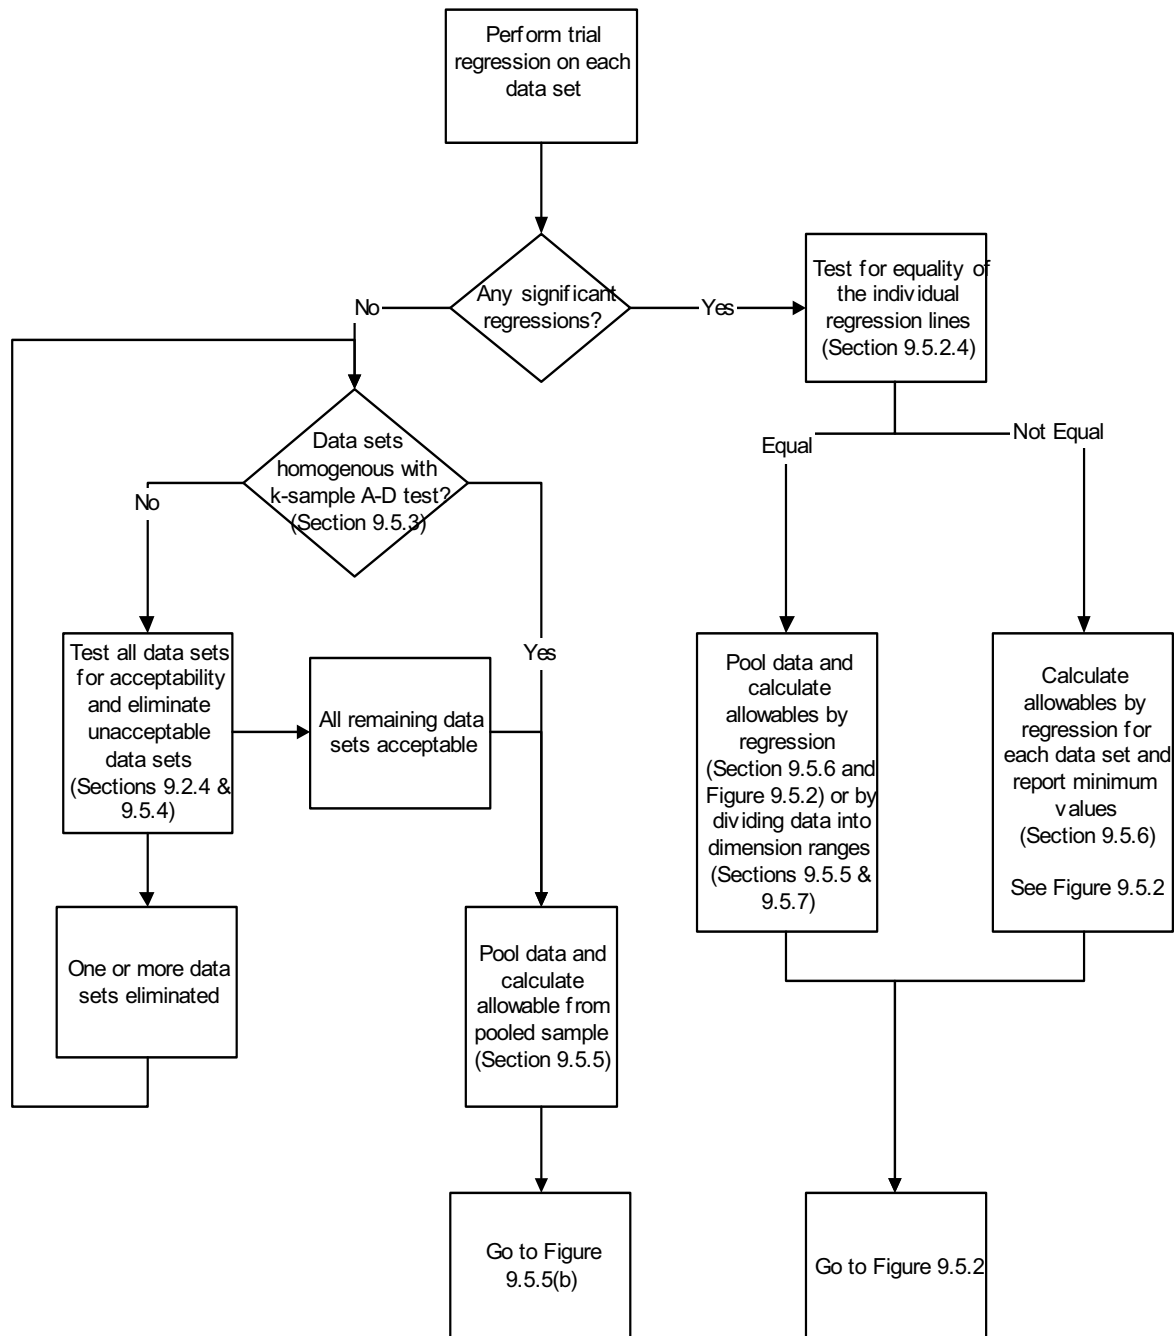 Perform trial
regression on each
data set
Any significant
regressions?
No
Yes
Test for equality of
the individual
regression lines
(Section 9.5.2.4)
Data sets
homogenous with
k-sample A-D test?
(Section 9.5.3)
No
Yes
Equal
Not Equal
Test all data sets
for acceptability
and eliminate
unacceptable
data sets
(Sections 9.2.4 &
9.5.4)
All remaining data
sets acceptable
Pool data and
calculate
allowables by
regression
(Section 9.5.6 and
Figure 9.5.2) or by
dividing data into
dimension ranges
(Sections 9.5.5 &
9.5.7)
Calculate
allowables by
regression for
each data set and
report minimum
values
(Section 9.5.6)
See Figure 9.5.2
One or more data
sets eliminated
Pool data and
calculate
allowable from
pooled sample
(Section 9.5.5)
Go to Figure
9.5.5(b)
Go to Figure 9.5.2